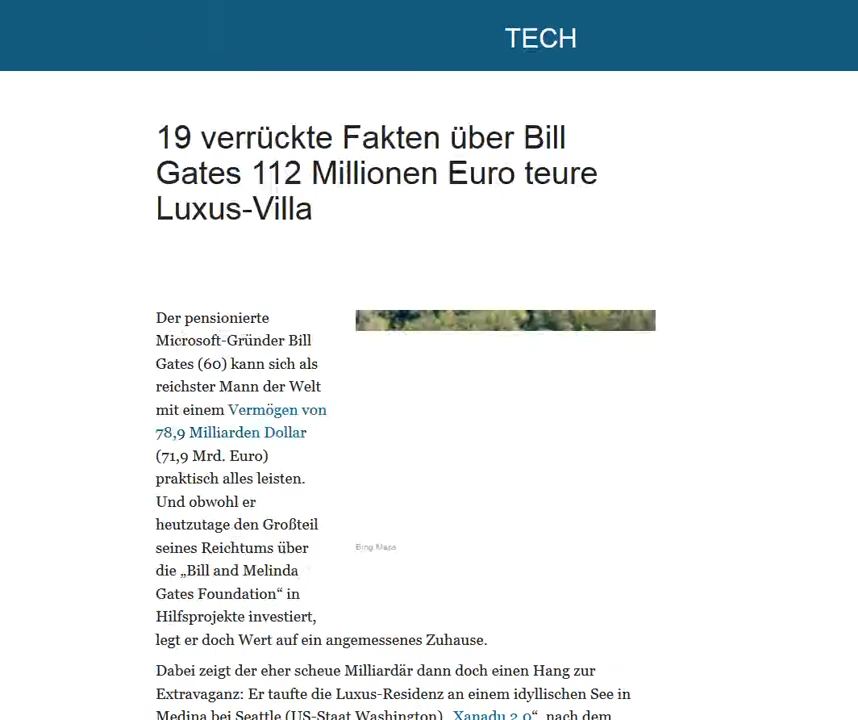 TECH
19 verrückte Fakten über Bill
Gates 112 Millionen Euro teure
Luxus-Villa
Der pensionierte
Microsoft-Gründer Bill
Gates (60) kann sich als
reichster Mann der Welt
mit einem Vermögen von
78,9 Milliarden Dollar
(71,9 Mrd. Euro)
praktisch alles leisten.
Und obwohl er
heutzutage den Großteil
seines Reichtums über
die „Bill and Melinda
Gates Foundation“ in
Hilfsprojekte investiert,
legt er doch Wert auf ein angemessenes Zuhause.
Bing Maps
Dabei zeigt der eher scheue Milliardär dann doch einen Hang zur
Extravaganz: Er taufte die Luxus-Residenz an einem idyllischen See in
Medina bei Seattle (US-Staat Washington) „Xanadu 2.0“, nach dem